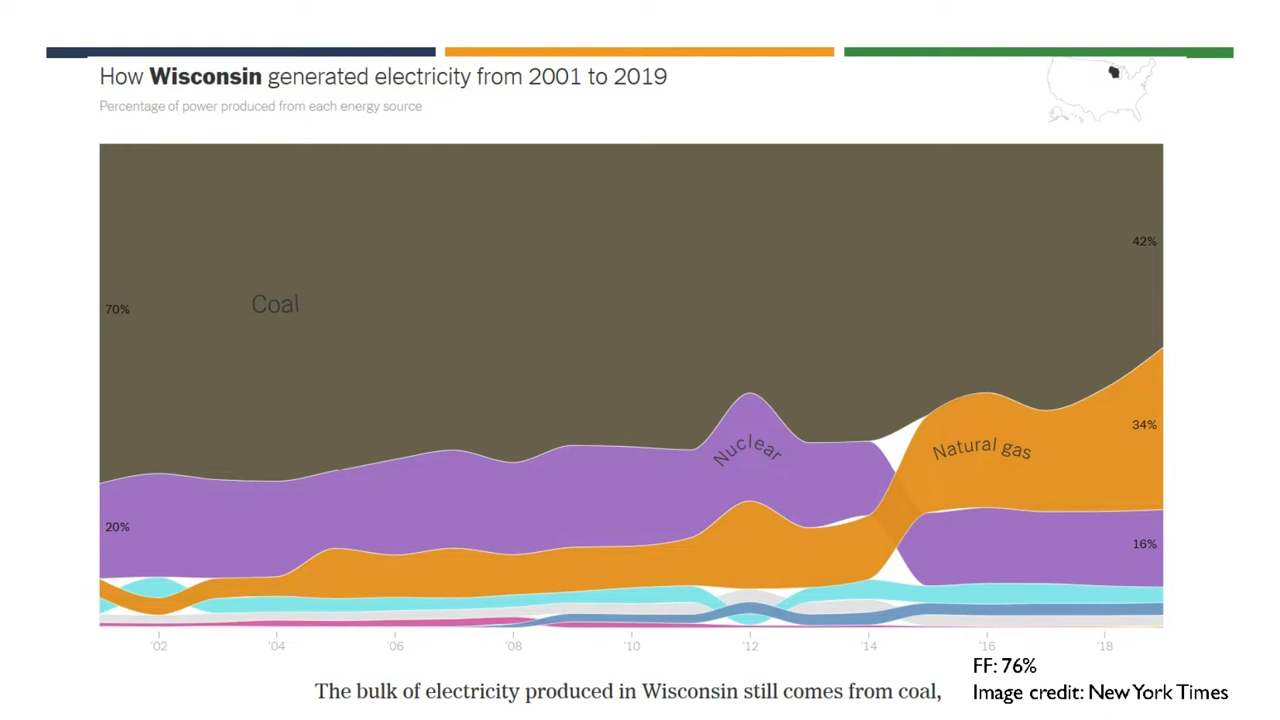 How Wisconsin generated electricity from 2001 to 2019
Percentage of power produced from each energy source
42%
Coal
70%
34%
Nuclear
Natural gas
20%
16%
'02 '04 '06 '08 '10 '12 '14 '16 '18
FF: 76%
The bulk of electricity produced in Wisconsin still comes from coal,
Image credit: New York Times